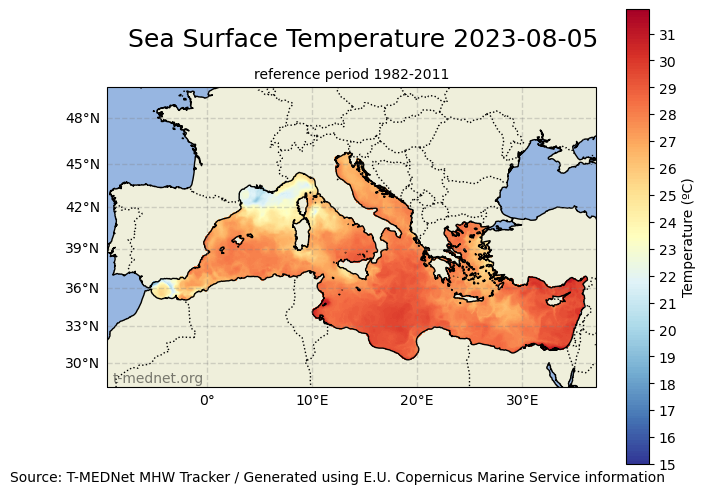 Sea Surface Temperature 2023-08-05
reference period 1982-2011
48°N
45°N
42°N
39°N
36°N
33°N
30°N
t-mednet.org
0°
10°E
20°E
30°E
31
30
29
28
27
26
25
24
23
22
21
20
19
18
17
16
15
Temperature (ºC)
Source: T-MEDNet MHW Tracker / Generated using E.U. Copernicus Marine Service information